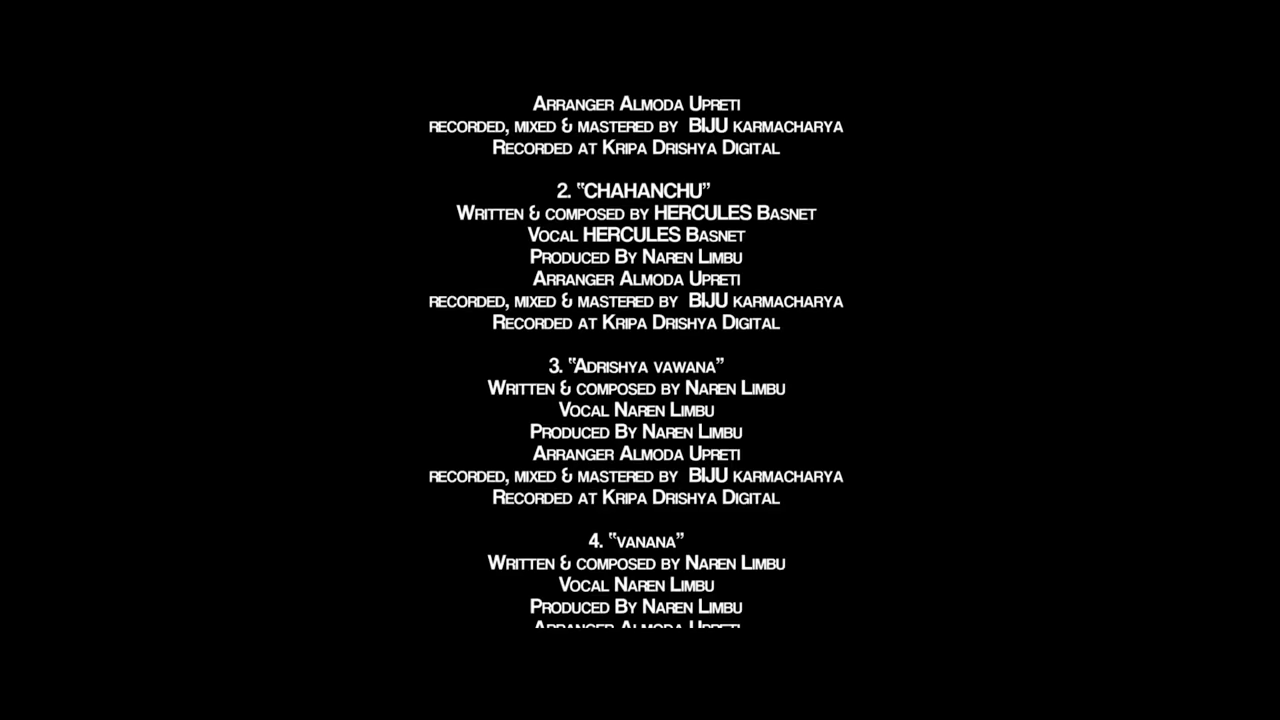 Arranger Almoda Upreti
recorded, mixed & mastered by BIJU karmacharya
Recorded at Kripa Drishya Digital
2. "CHAHANCHU"
Written & composed by HERCULES Basnet
Vocal HERCULES Basnet
Produced By Naren Limbu
Arranger Almoda Upreti
recorded, mixed & mastered by BIJU karmacharya
Recorded at Kripa Drishya Digital
3. "Adrishya vawana"
Written & composed by Naren Limbu
Vocal Naren Limbu
Produced By Naren Limbu
Arranger Almoda Upreti
recorded, mixed & mastered by BIJU karmacharya
Recorded at Kripa Drishya Digital
4. "vanana"
Written & composed by Naren Limbu
Vocal Naren Limbu
Produced By Naren Limbu
Arranger Almoda Upreti